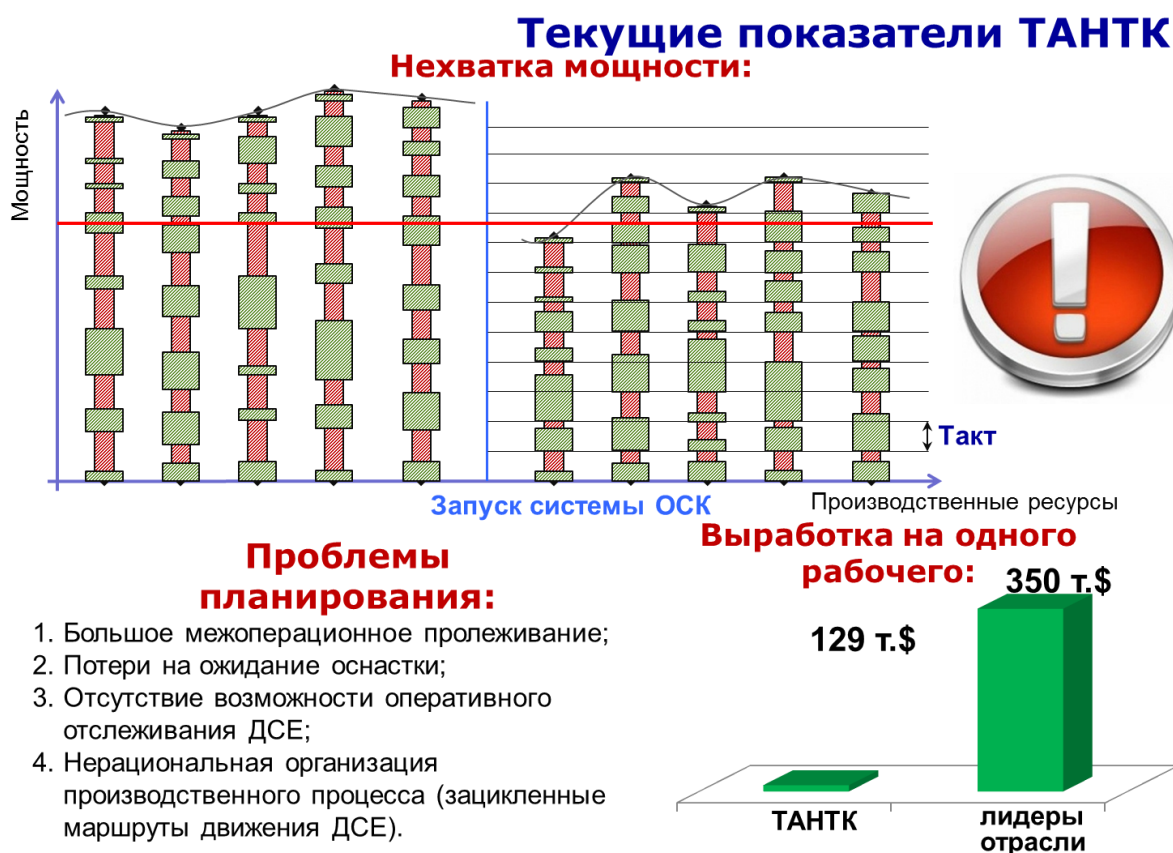 Текущие показатели ТАНТК
Нехватка мощности:
Мощность
Такт
Запуск системы ОСК
Производственные ресурсы
Проблемы
планирования:
1. Большое межоперационное пролеживание;
2. Потери на ожидание оснастки;
3. Отсутствие возможности оперативного
отслеживания ДСЕ;
4. Нерациональная организация
производственного процесса (зацикленные
маршруты движения ДСЕ).
Выработка на одного
рабочего:
350 т.$
129 т.$
ТАНТК
лидеры
отрасли